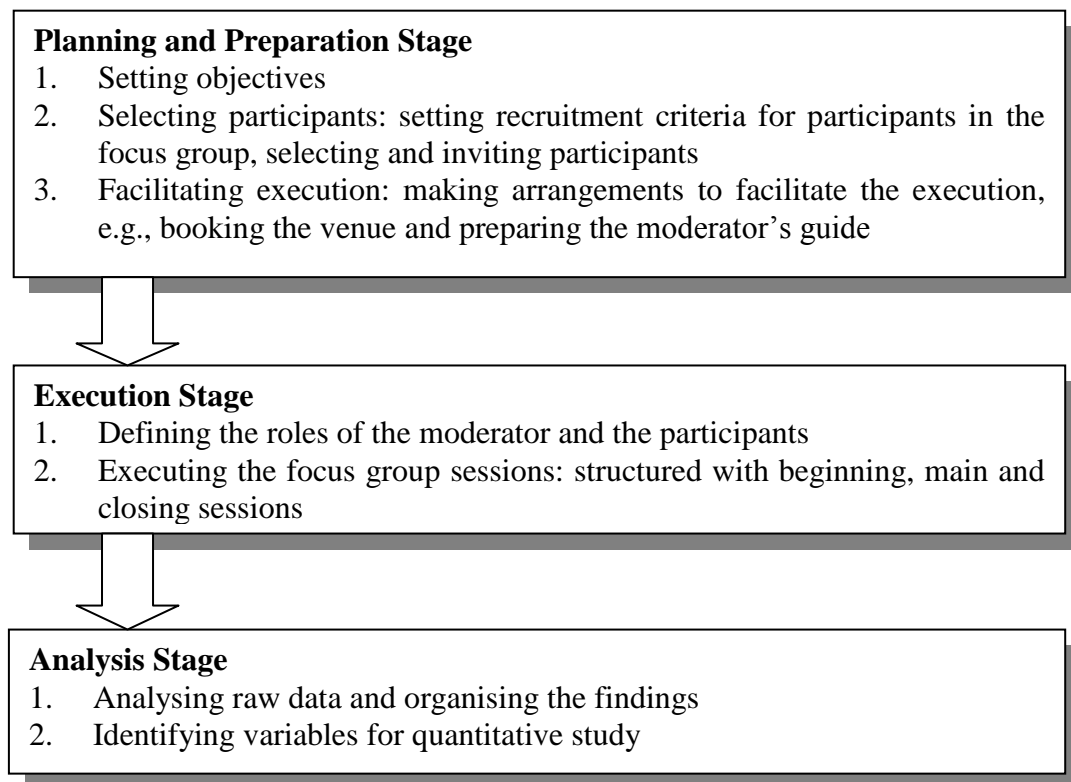 Planning and Preparation Stage
1. Setting objectives
2. Selecting participants: setting recruitment criteria for participants in the
focus group, selecting and inviting participants
3. Facilitating execution: making arrangements to facilitate the execution,
e.g., booking the venue and preparing the moderator’s guide
Execution Stage
1. Defining the roles of the moderator and the participants
2. Executing the focus group sessions: structured with beginning, main and
closing sessions
Analysis Stage
1. Analysing raw data and organising the findings
2. Identifying variables for quantitative study